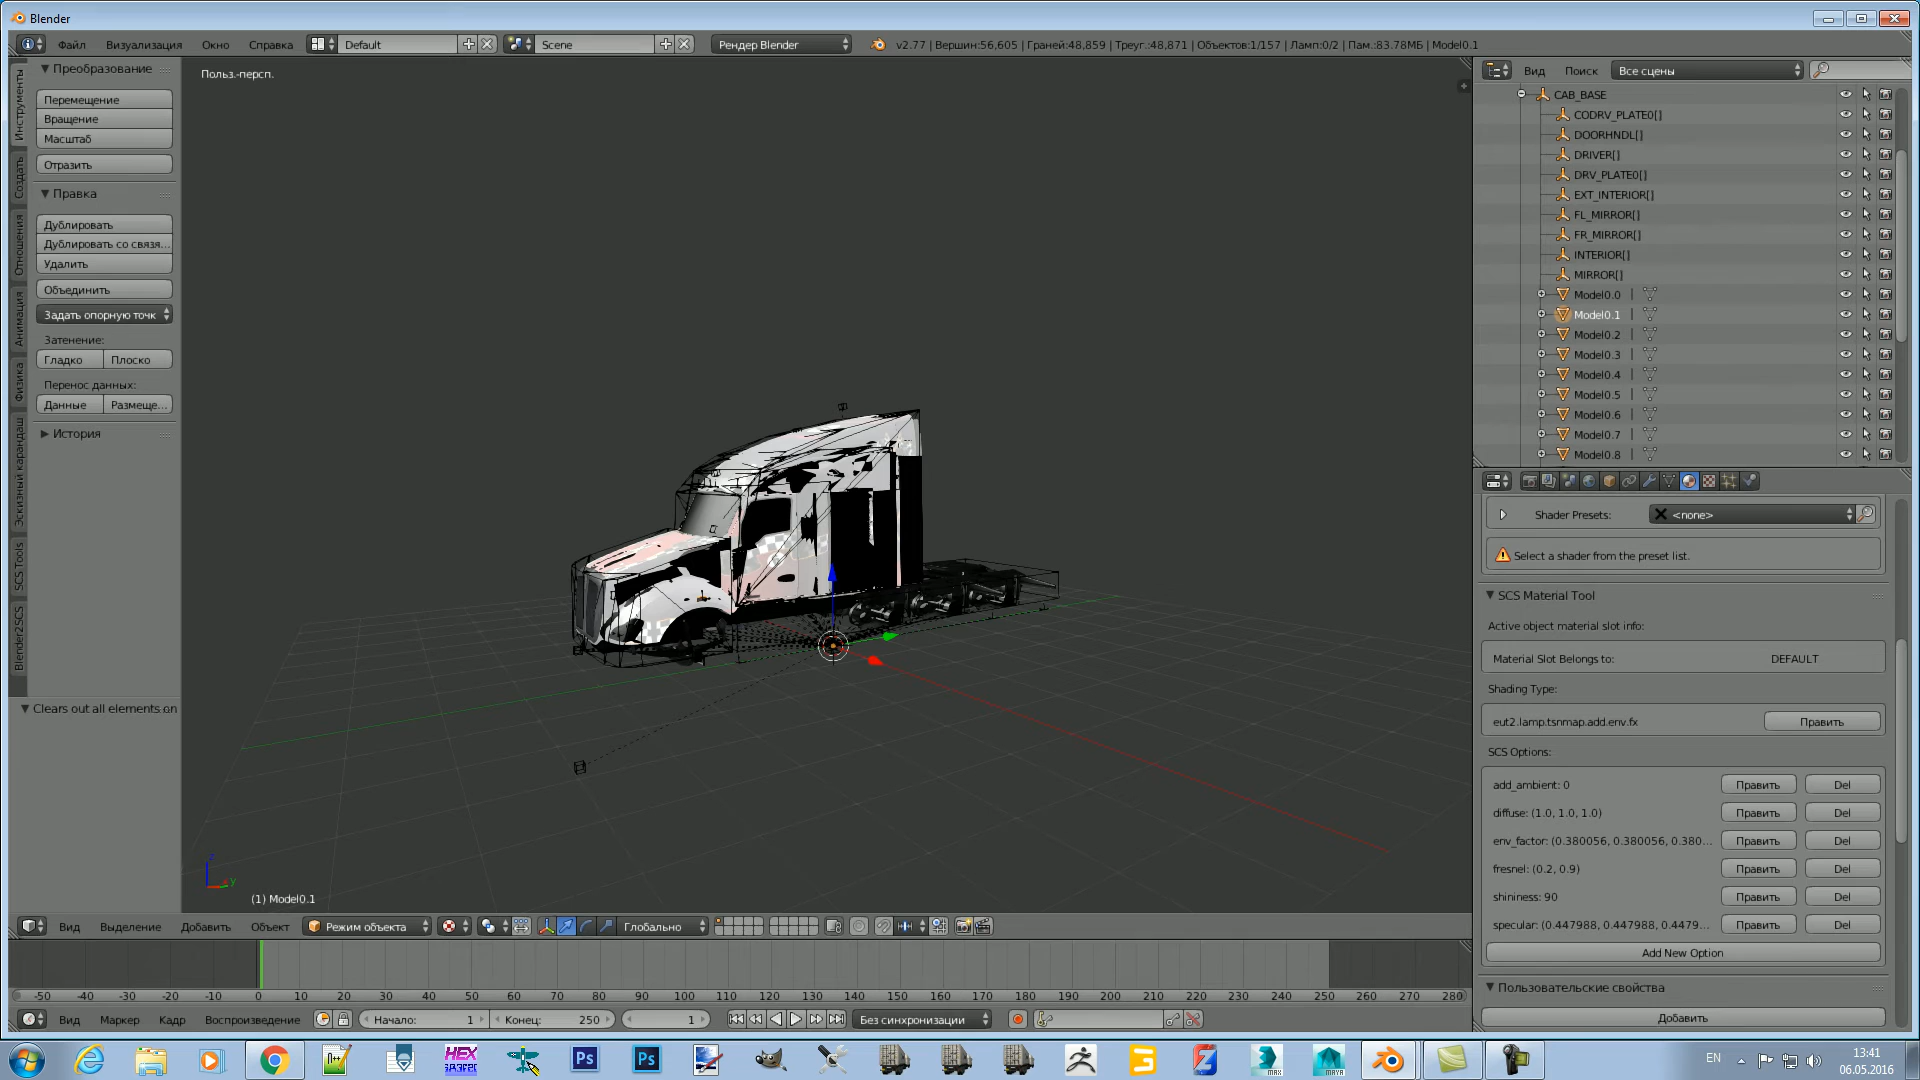 Blender
Файл Визуализация Окно Справка Default Scene Рендер Blender v2.77 | Вершин:56,605 | Граней:48,859 | Треуг.:48,871 | Объектов:1/157 | Ламп:0/2 | Пам.:83.78МБ | Model0.1
Инструменты
Создать
Отношения
Анимация
Физика
Эскизный карандаш
SCS Tools
Blender2SCS
Преобразование
Перемещение
Вращение
Масштаб
Отразить
Правка
Дублировать
Дублировать со связя...
Удалить
Объединить
Задать опорную точк
Затенение:
Гладко Плоско
Перенос данных:
Данные Размеще...
История
Clears out all elements on
Польз.-персп.
z
y
(1) Model0.1
Вид Поиск Все сцены
CAB_BASE
CODRV_PLATE0[]
DOORHNDL[]
DRIVER[]
DRV_PLATE0[]
EXT_INTERIOR[]
FL_MIRROR[]
FR_MIRROR[]
INTERIOR[]
MIRROR[]
Model0.0
Model0.1
Model0.2
Model0.3
Model0.4
Model0.5
Model0.6
Model0.7
Model0.8
Shader Presets: <none>
Select a shader from the preset list.
SCS Material Tool
Active object material slot info:
Material Slot Belongs to: DEFAULT
Shading Type:
eut2.lamp.tsnmap.add.env.fx Править
SCS Options:
add_ambient: 0 Править Del
diffuse: (1.0, 1.0, 1.0) Править Del
env_factor: (0.380056, 0.380056, 0.380... Править Del
fresnel: (0.2, 0.9) Править Del
shininess: 90 Править Del
specular: (0.447988, 0.447988, 0.4479... Править Del
Add New Option
Пользовательские свойства
Добавить
Вид Выделение Добавить Объект Режим объекта Глобально
-50 -40 -30 -20 -10 0 10 20 30 40 50 60 70 80 90 100 110 120 130 140 150 160 170 180 190 200 210 220 230 240 250 260 270 280
Вид Маркер Кадр Воспроизведение Начало: 1 Конец: 250 1 Без синхронизации
HEX
Ps Ps
MAX
MAYA
EN
13:41
06.05.2016